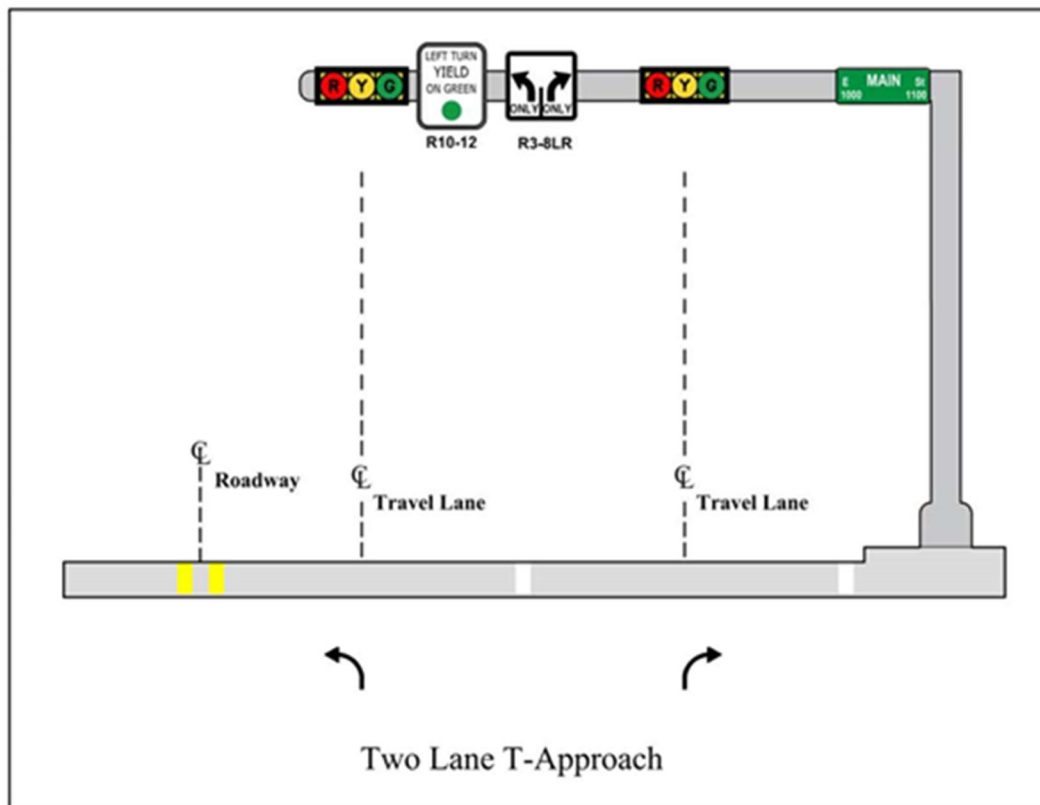 R Y G
LEFT TURN
YIELD
ON GREEN
R10-12
ONLY ONLY
R3-8LR
R Y G
E MAIN St
1000 1100
℄
Roadway
℄
Travel Lane
℄
Travel Lane
Two Lane T-Approach